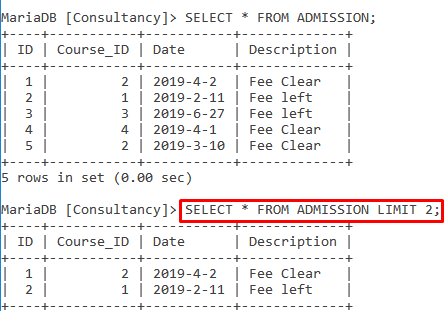 MariaDB [Consultancy]> SELECT * FROM ADMISSION;
+----+-----------+-----------+-------------+
| ID | Course_ID | Date      | Description |
+----+-----------+-----------+-------------+
|  1 |         2 | 2019-4-2  | Fee Clear   |
|  2 |         1 | 2019-2-11 | Fee left    |
|  3 |         3 | 2019-6-27 | Fee left    |
|  4 |         4 | 2019-4-1  | Fee Clear   |
|  5 |         2 | 2019-3-10 | Fee Clear   |
+----+-----------+-----------+-------------+
5 rows in set (0.00 sec)
MariaDB [Consultancy]> SELECT * FROM ADMISSION LIMIT 2;
+----+-----------+-----------+-------------+
| ID | Course_ID | Date      | Description |
+----+-----------+-----------+-------------+
|  1 |         2 | 2019-4-2  | Fee Clear   |
|  2 |         1 | 2019-2-11 | Fee left    |
+----+-----------+-----------+-------------+